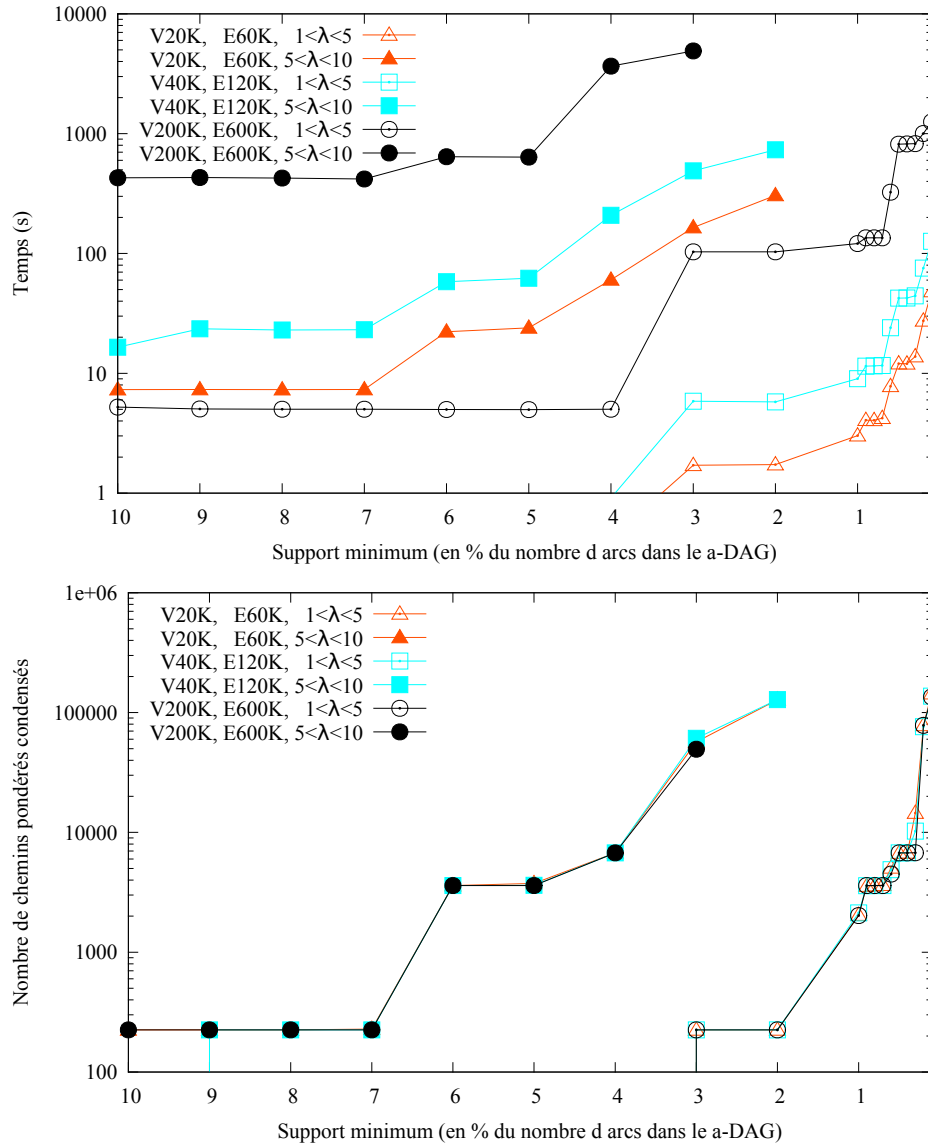 10000
1000
100
10
1
Temps (s)
V20K, E60K, 1<λ<5
V20K, E60K, 5<λ<10
V40K, E120K, 1<λ<5
V40K, E120K, 5<λ<10
V200K, E600K, 1<λ<5
V200K, E600K, 5<λ<10
10 9 8 7 6 5 4 3 2 1
Support minimum (en % du nombre d arcs dans le a-DAG)
1e+06
100000
10000
1000
100
Nombre de chemins pondérés condensés
V20K, E60K, 1<λ<5
V20K, E60K, 5<λ<10
V40K, E120K, 1<λ<5
V40K, E120K, 5<λ<10
V200K, E600K, 1<λ<5
V200K, E600K, 5<λ<10
10 9 8 7 6 5 4 3 2 1
Support minimum (en % du nombre d arcs dans le a-DAG)